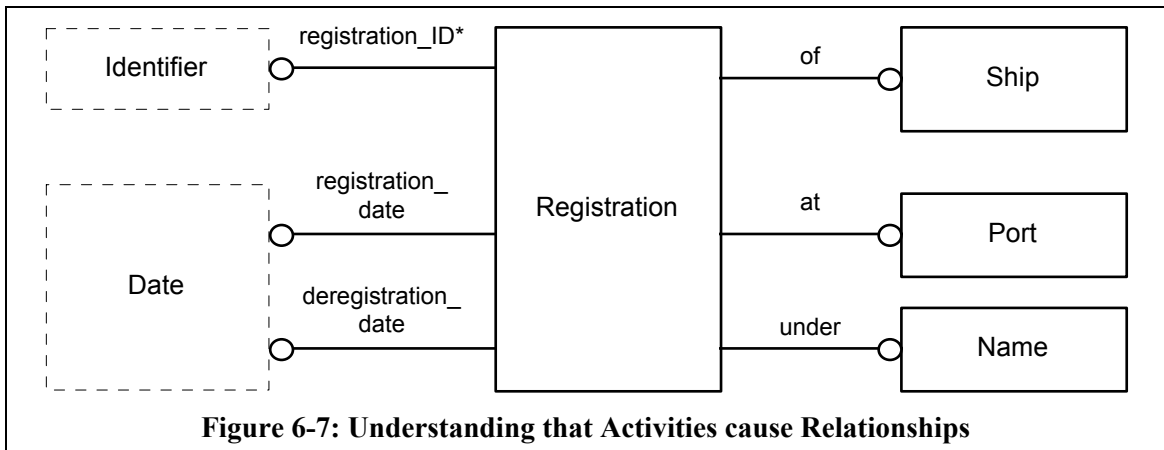 registration_ID*
Identifier
of
Ship
registration_
date
Registration
at
Port
Date
deregistration_
date
under
Name
Figure 6-7: Understanding that Activities cause Relationships